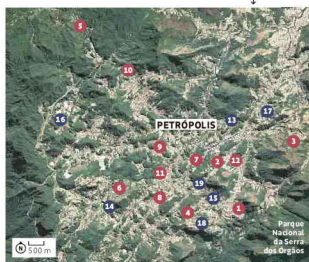 5
10
16
17
PETRÓPOLIS
13
3
9
7
2
12
11
19
6
8
15
14
4
1
18
Parque
Nacional
da Serra
dos Órgãos
N
500 m